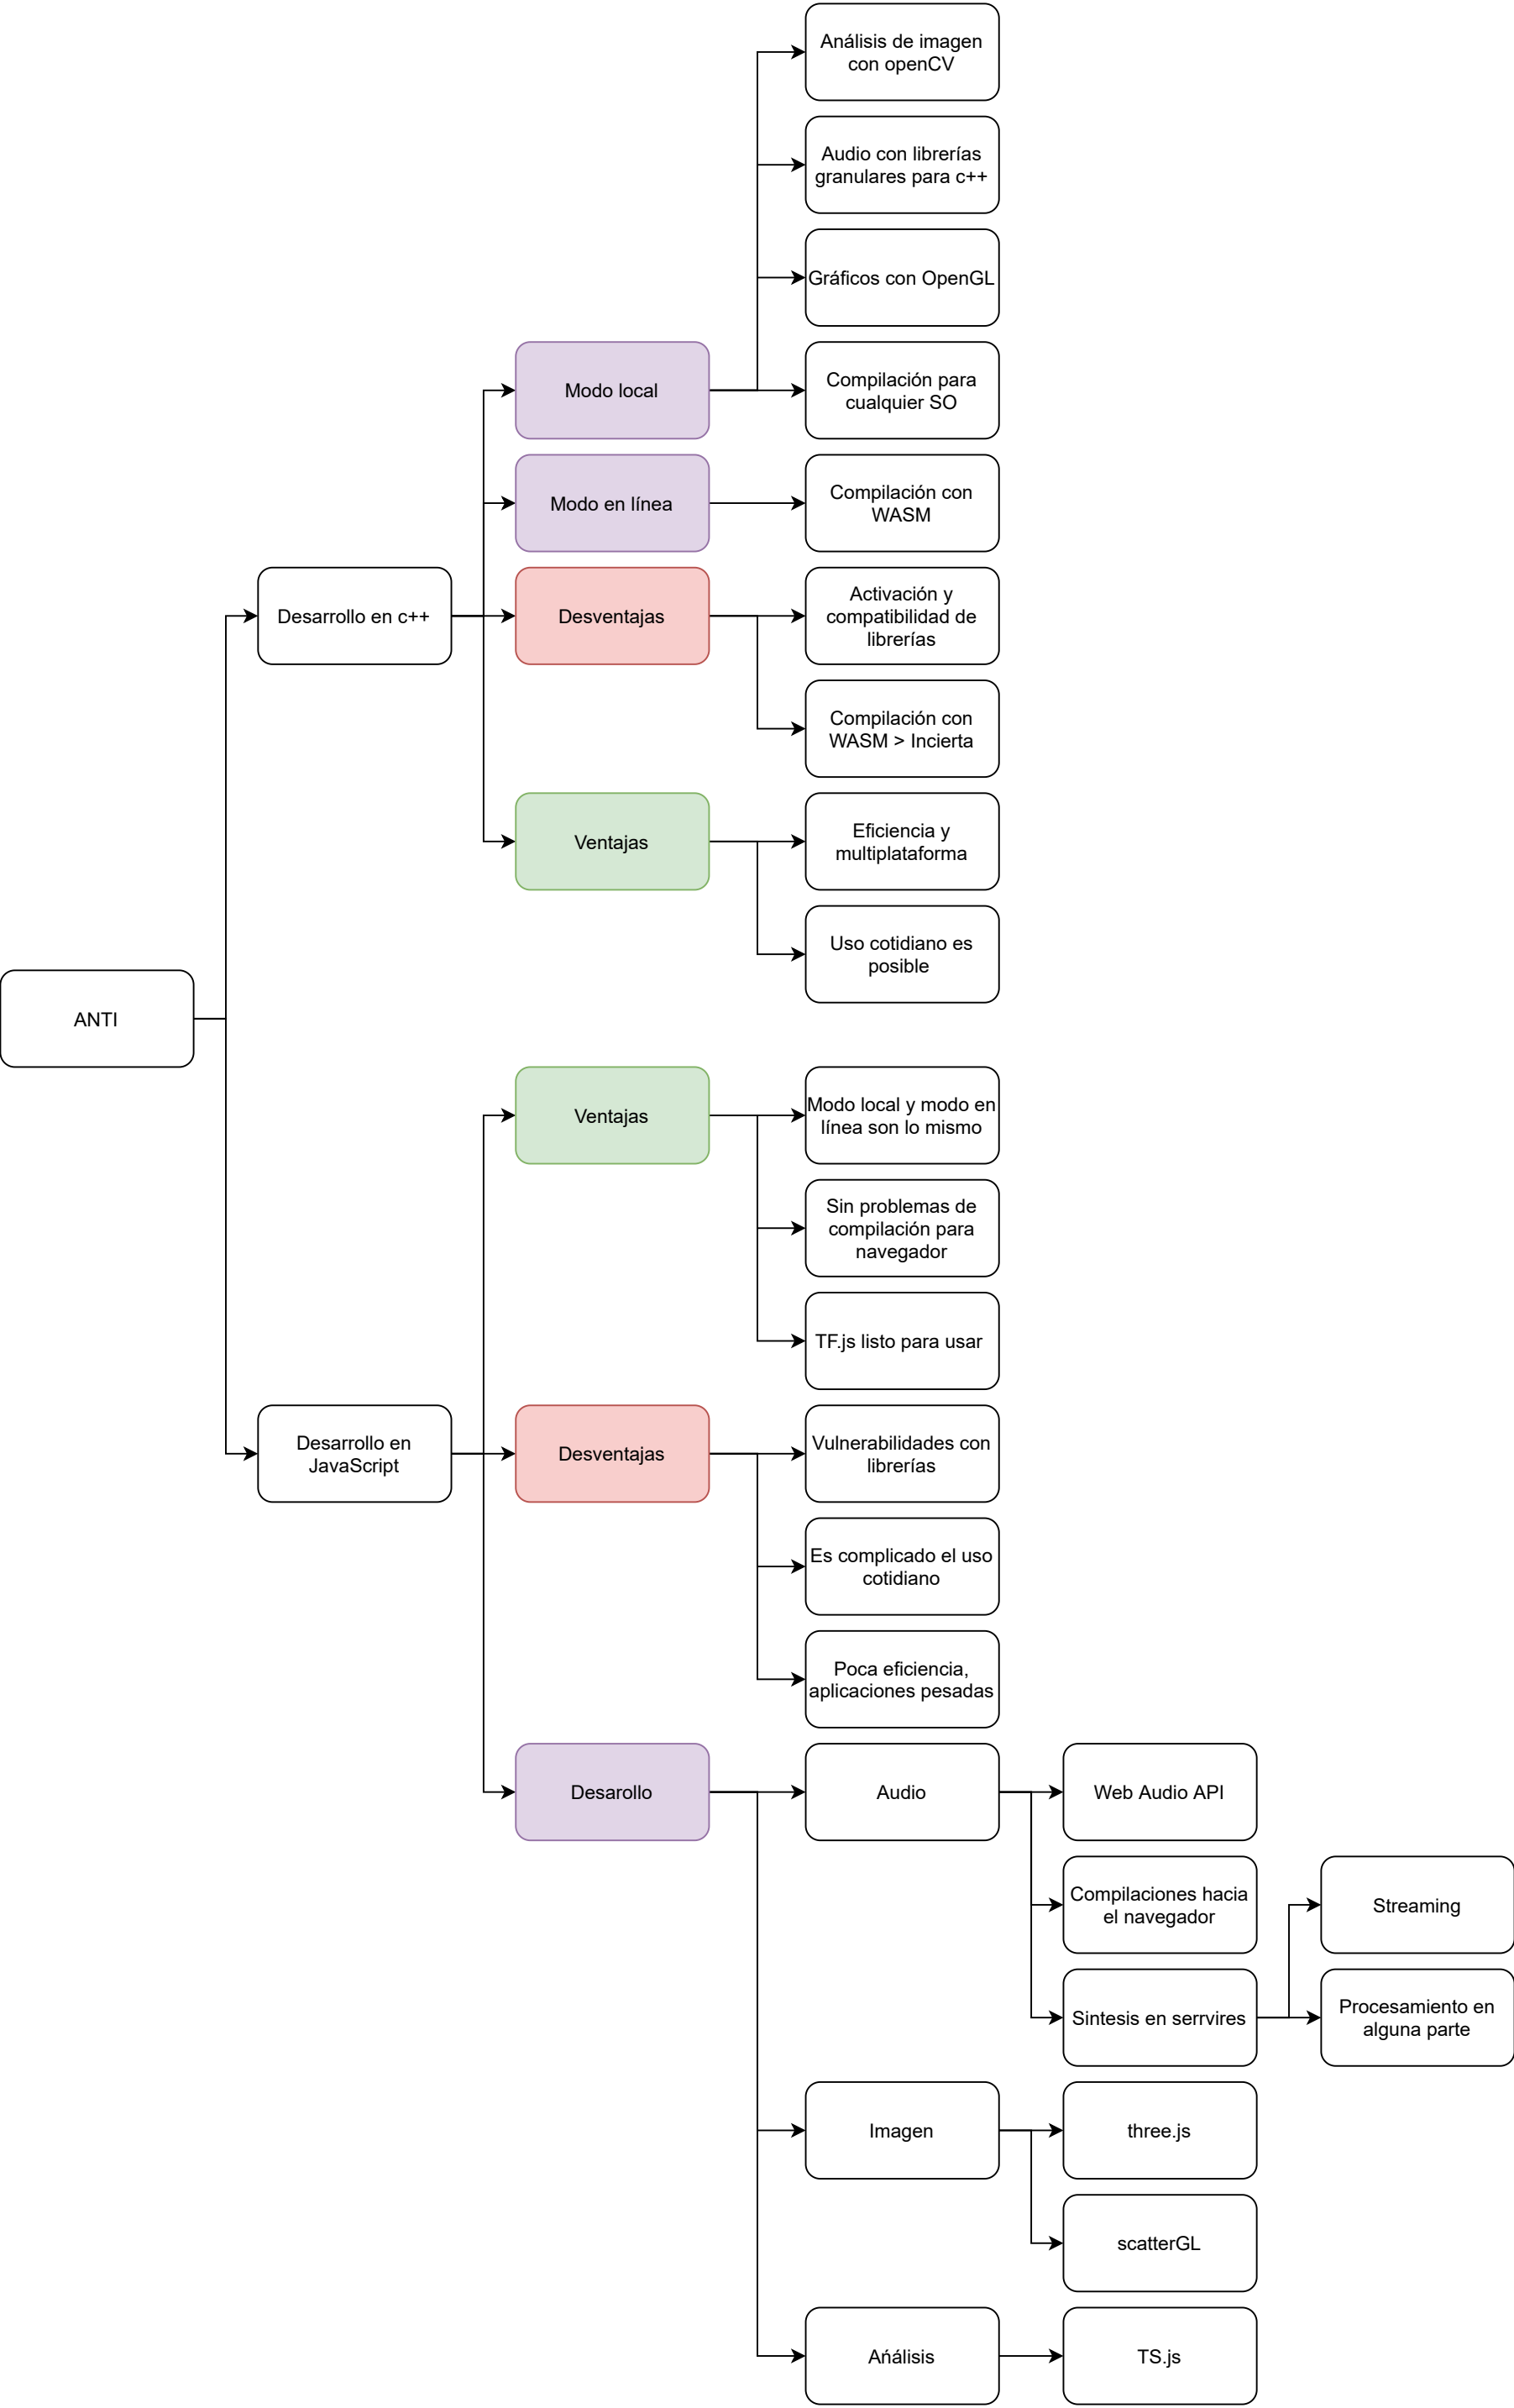 Análisis de imagen
con openCV
Audio con librerías
granulares para c++
Gráficos con OpenGL
Modo local
Compilación para
cualquier SO
Modo en línea
Compilación con
WASM
Desarrollo en c++
Desventajas
Activación y
compatibilidad de
librerías
Compilación con
WASM > Incierta
Ventajas
Eficiencia y
multiplataforma
Uso cotidiano es
posible
ANTI
Ventajas
Modo local y modo en
línea son lo mismo
Sin problemas de
compilación para
navegador
TF.js listo para usar
Desarrollo en
JavaScript
Desventajas
Vulnerabilidades con
librerías
Es complicado el uso
cotidiano
Poca eficiencia,
aplicaciones pesadas
Desarollo
Audio
Web Audio API
Compilaciones hacia
el navegador
Streaming
Sintesis en serrvires
Procesamiento en
alguna parte
Imagen
three.js
scatterGL
Ańálisis
TS.js